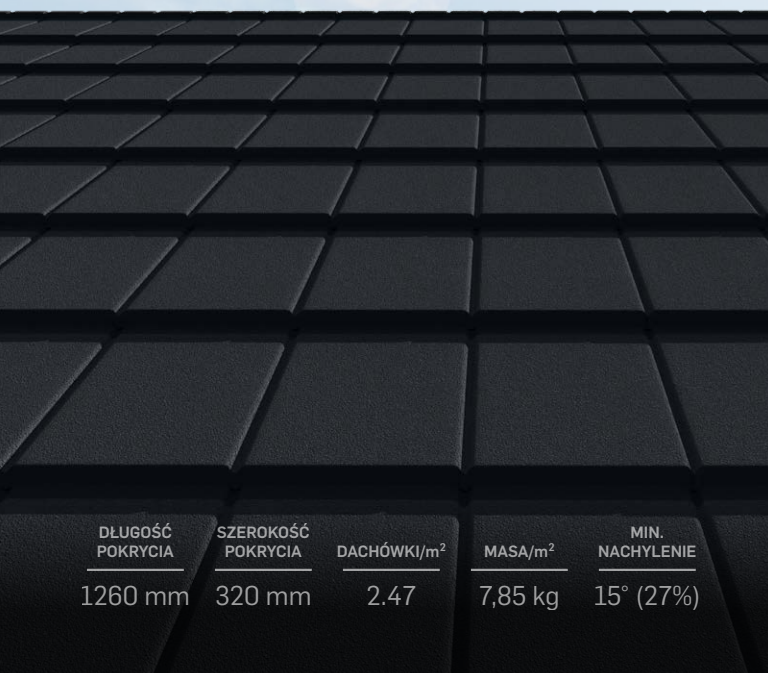 DŁUGOŚĆ
POKRYCIA
1260 mm
SZEROKOŚĆ
POKRYCIA
320 mm
DACHÓWKI/m²
2.47
MASA/m²
7,85 kg
MIN.
NACHYLENIE
15° (27%)